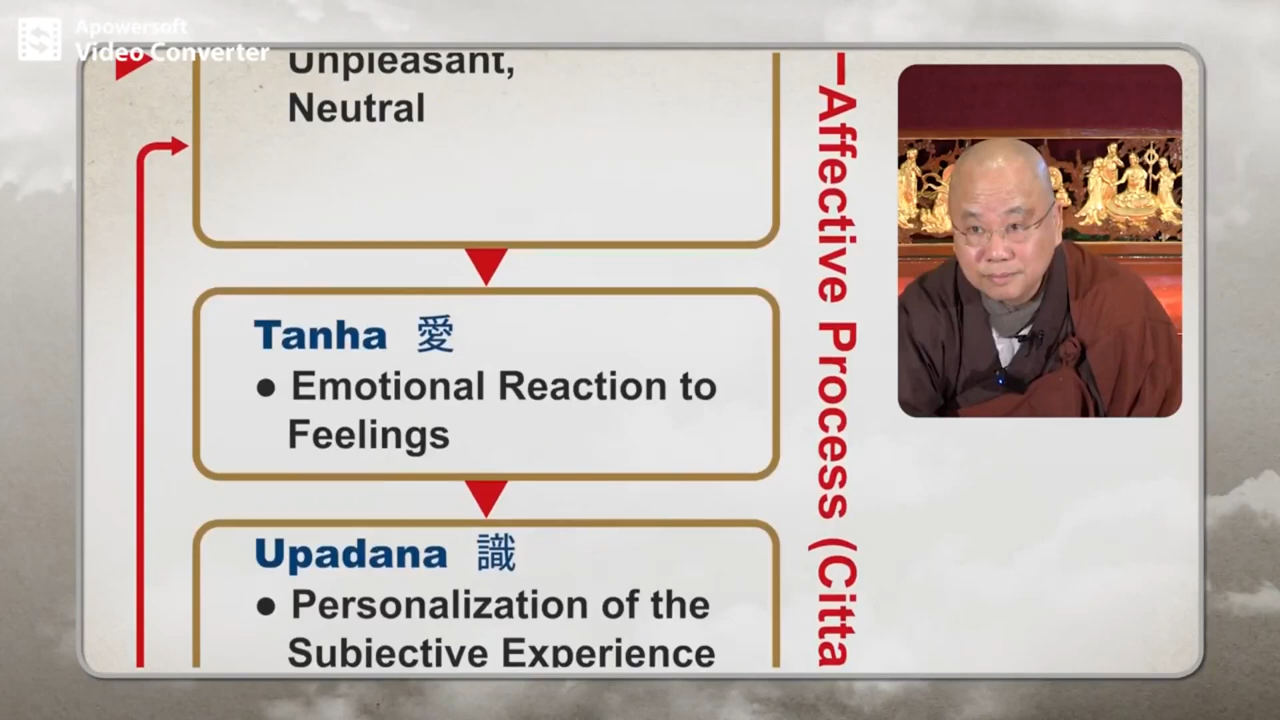 Apowersoft
Video Converter
Unpleasant,
Neutral
Tanha 愛
● Emotional Reaction to
Feelings
Upadana 識
● Personalization of the
Subjective Experience
Affective Process (Citta